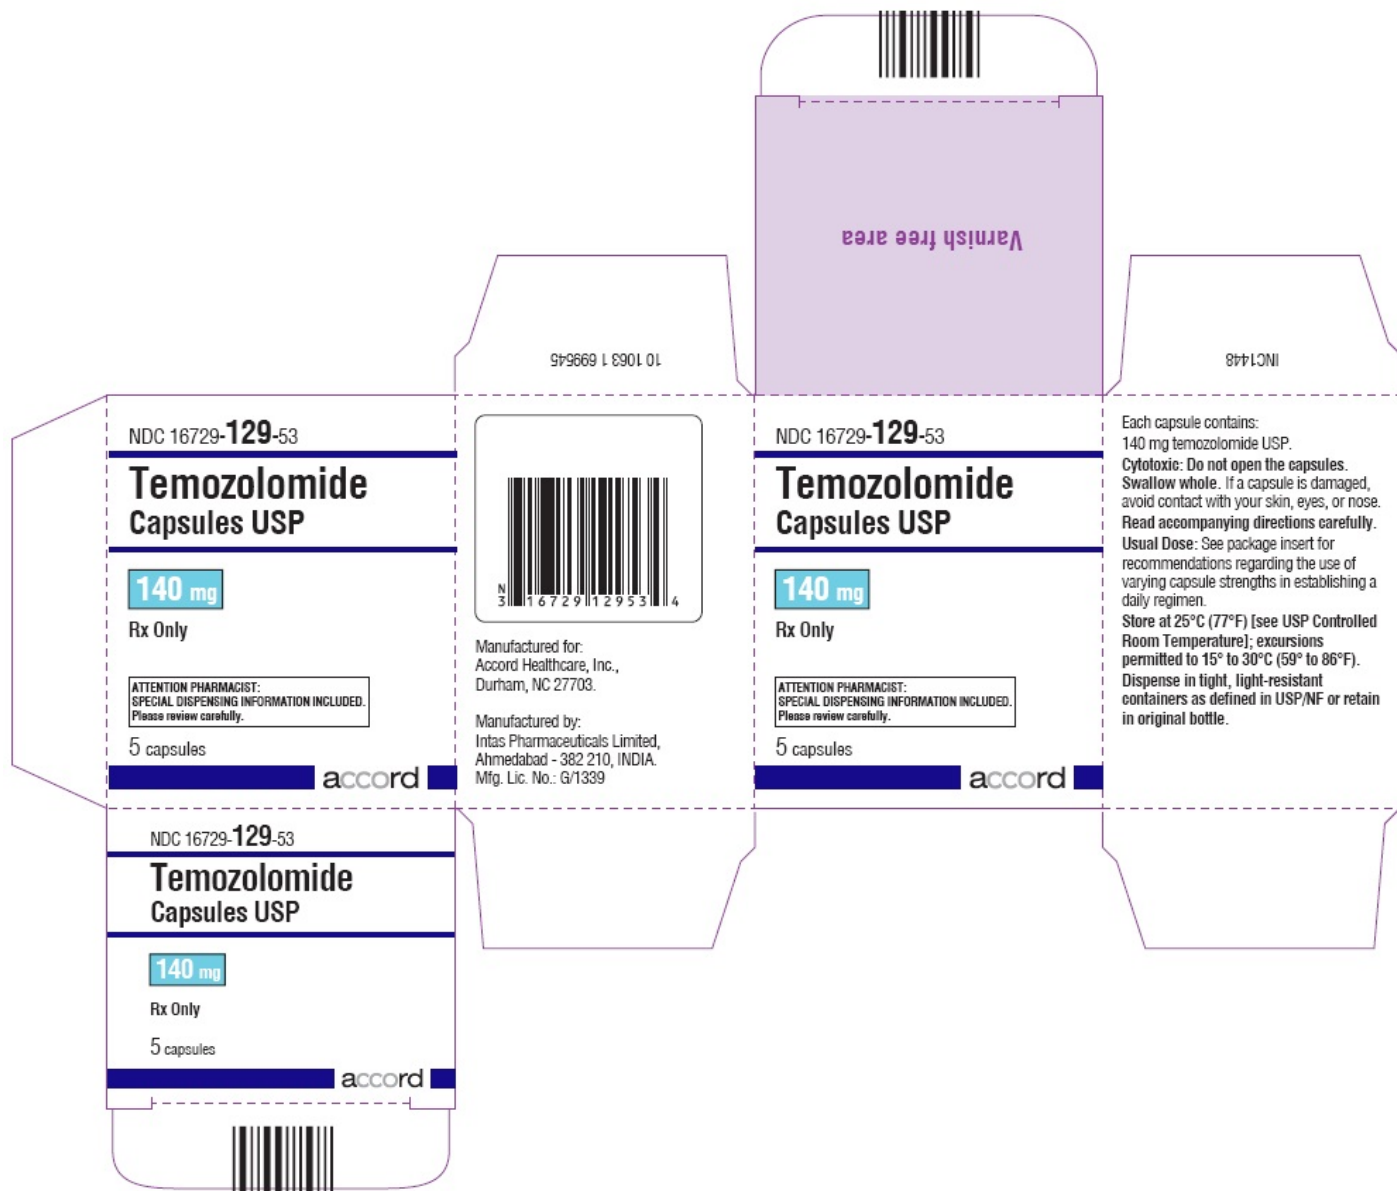 Varnish free area
10 1063 1 699545
INC1448
NDC 16729-129-53
Temozolomide
Capsules USP
140 mg
Rx Only
ATTENTION PHARMACIST:
SPECIAL DISPENSING INFORMATION INCLUDED.
Please review carefully.
5 capsules
accord
N
3 16729 12953 4
Manufactured for:
Accord Healthcare, Inc.,
Durham, NC 27703.
Manufactured by:
Intas Pharmaceuticals Limited,
Ahmedabad - 382 210, INDIA.
Mfg. Lic. No.: G/1339
NDC 16729-129-53
Temozolomide
Capsules USP
140 mg
Rx Only
ATTENTION PHARMACIST:
SPECIAL DISPENSING INFORMATION INCLUDED.
Please review carefully.
5 capsules
accord
Each capsule contains:
140 mg temozolomide USP.
Cytotoxic: Do not open the capsules.
Swallow whole. If a capsule is damaged,
avoid contact with your skin, eyes, or nose.
Read accompanying directions carefully.
Usual Dose: See package insert for
recommendations regarding the use of
varying capsule strengths in establishing a
daily regimen.
Store at 25°C (77°F) [see USP Controlled
Room Temperature]; excursions
permitted to 15° to 30°C (59° to 86°F).
Dispense in tight, light-resistant
containers as defined in USP/NF or retain
in original bottle.
NDC 16729-129-53
Temozolomide
Capsules USP
140 mg
Rx Only
5 capsules
accord